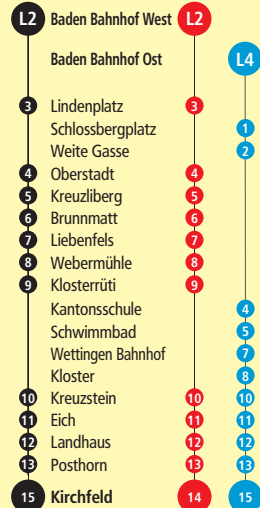 L2 Baden Bahnhof West L2
Baden Bahnhof Ost L4
3 Lindenplatz 3
Schlossbergplatz 1
Weite Gasse 2
4 Oberstadt 4
5 Kreuzliberg 5
6 Brunnmatt 6
7 Liebenfels 7
8 Webermühle 8
9 Klosterrüti 9
Kantonsschule 4
Schwimmbad 5
Wettingen Bahnhof 7
Kloster 8
10 Kreuzstein 10 10
11 Eich 11 11
12 Landhaus 12 12
13 Posthorn 13 13
15 Kirchfeld 14 15